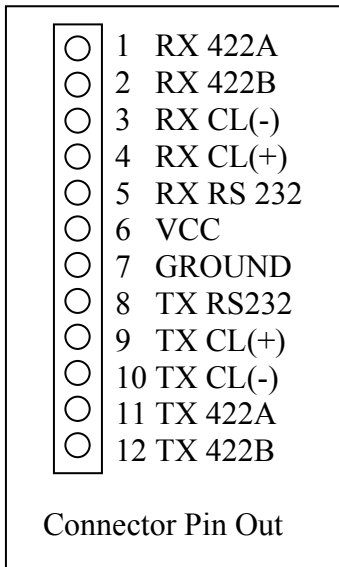 1 RX 422A
2 RX 422B
3 RX CL(-)
4 RX CL(+)
5 RX RS 232
6 VCC
7 GROUND
8 TX RS232
9 TX CL(+)
10 TX CL(-)
11 TX 422A
12 TX 422B
Connector Pin Out